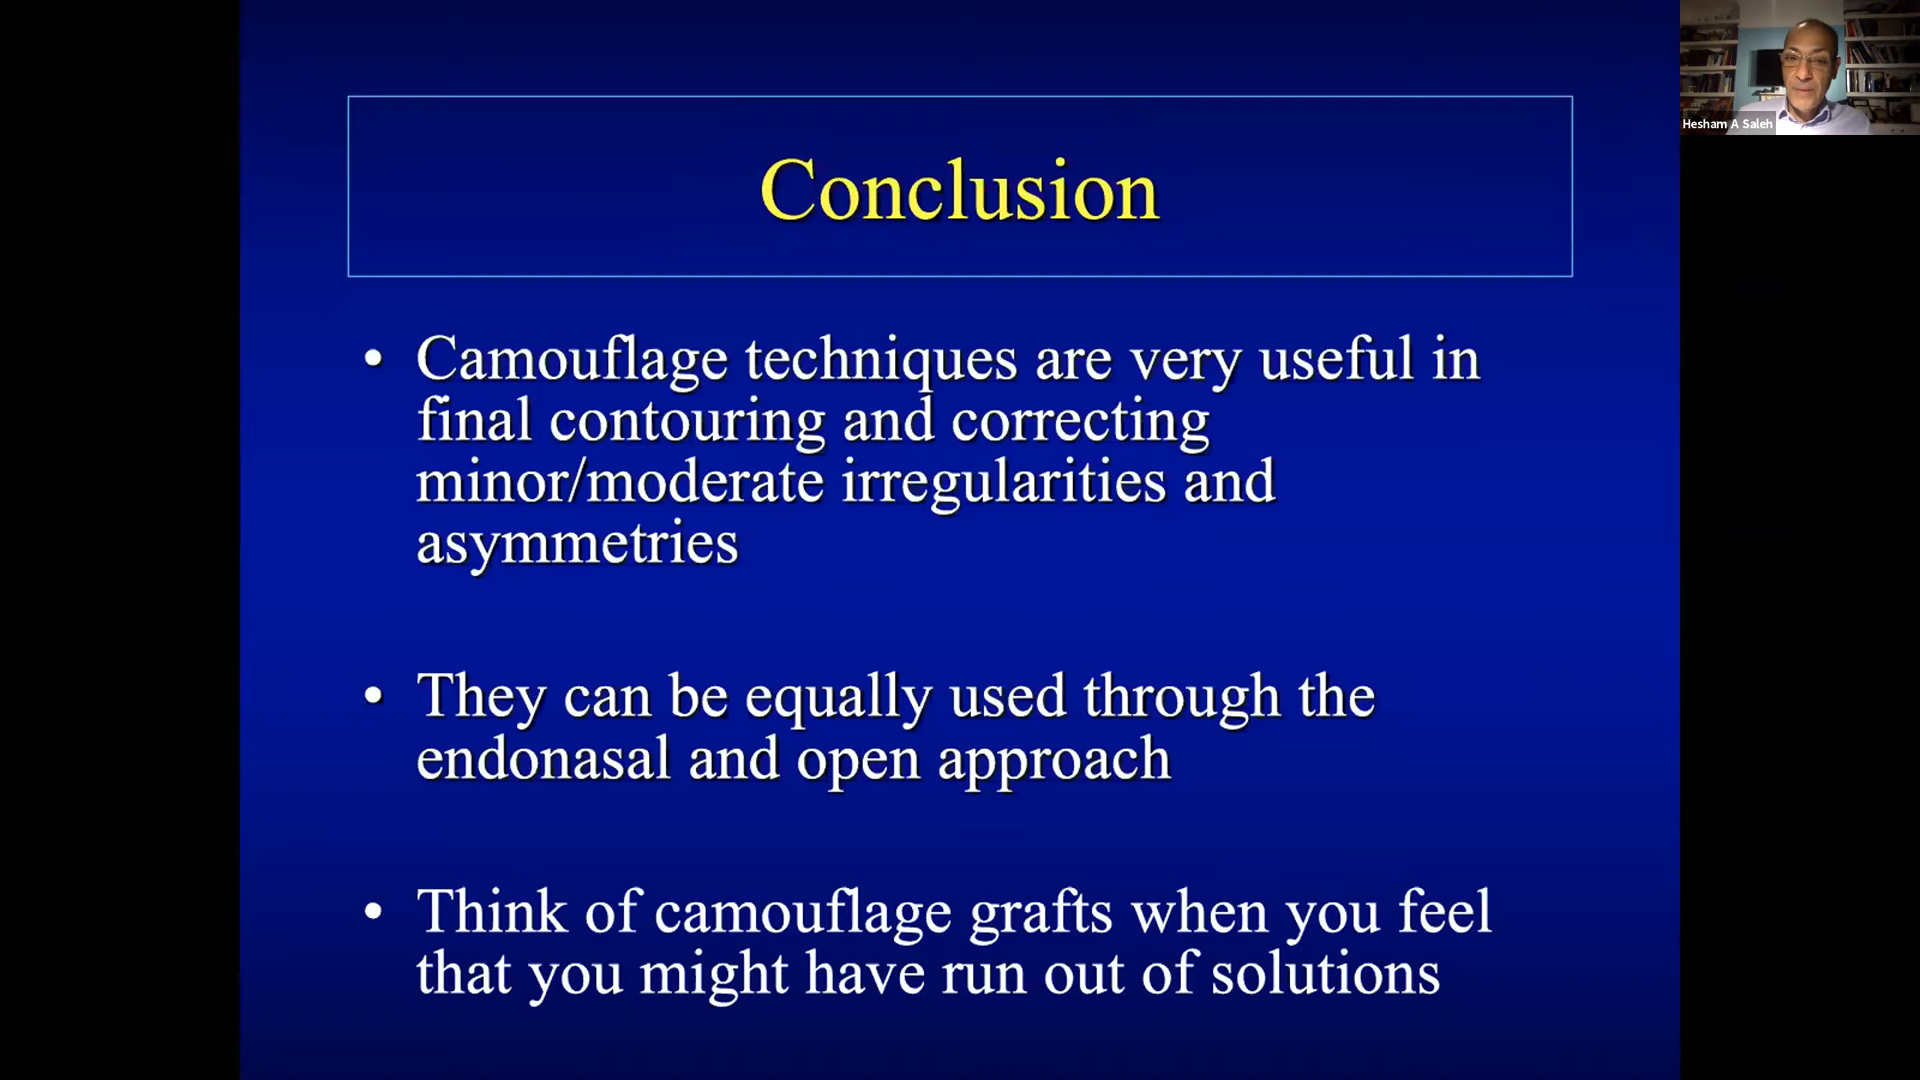 Conclusion
• Camouflage techniques are very useful in
final contouring and correcting
minor/moderate irregularities and
asymmetries
• They can be equally used through the
endonasal and open approach
• Think of camouflage grafts when you feel
that you might have run out of solutions
Hesham A Saleh